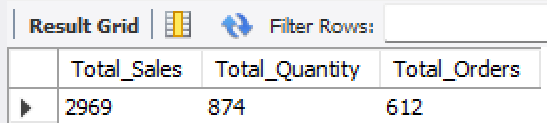 Result Grid Filter Rows:
Total_Sales Total_Quantity Total_Orders
2969 874 612